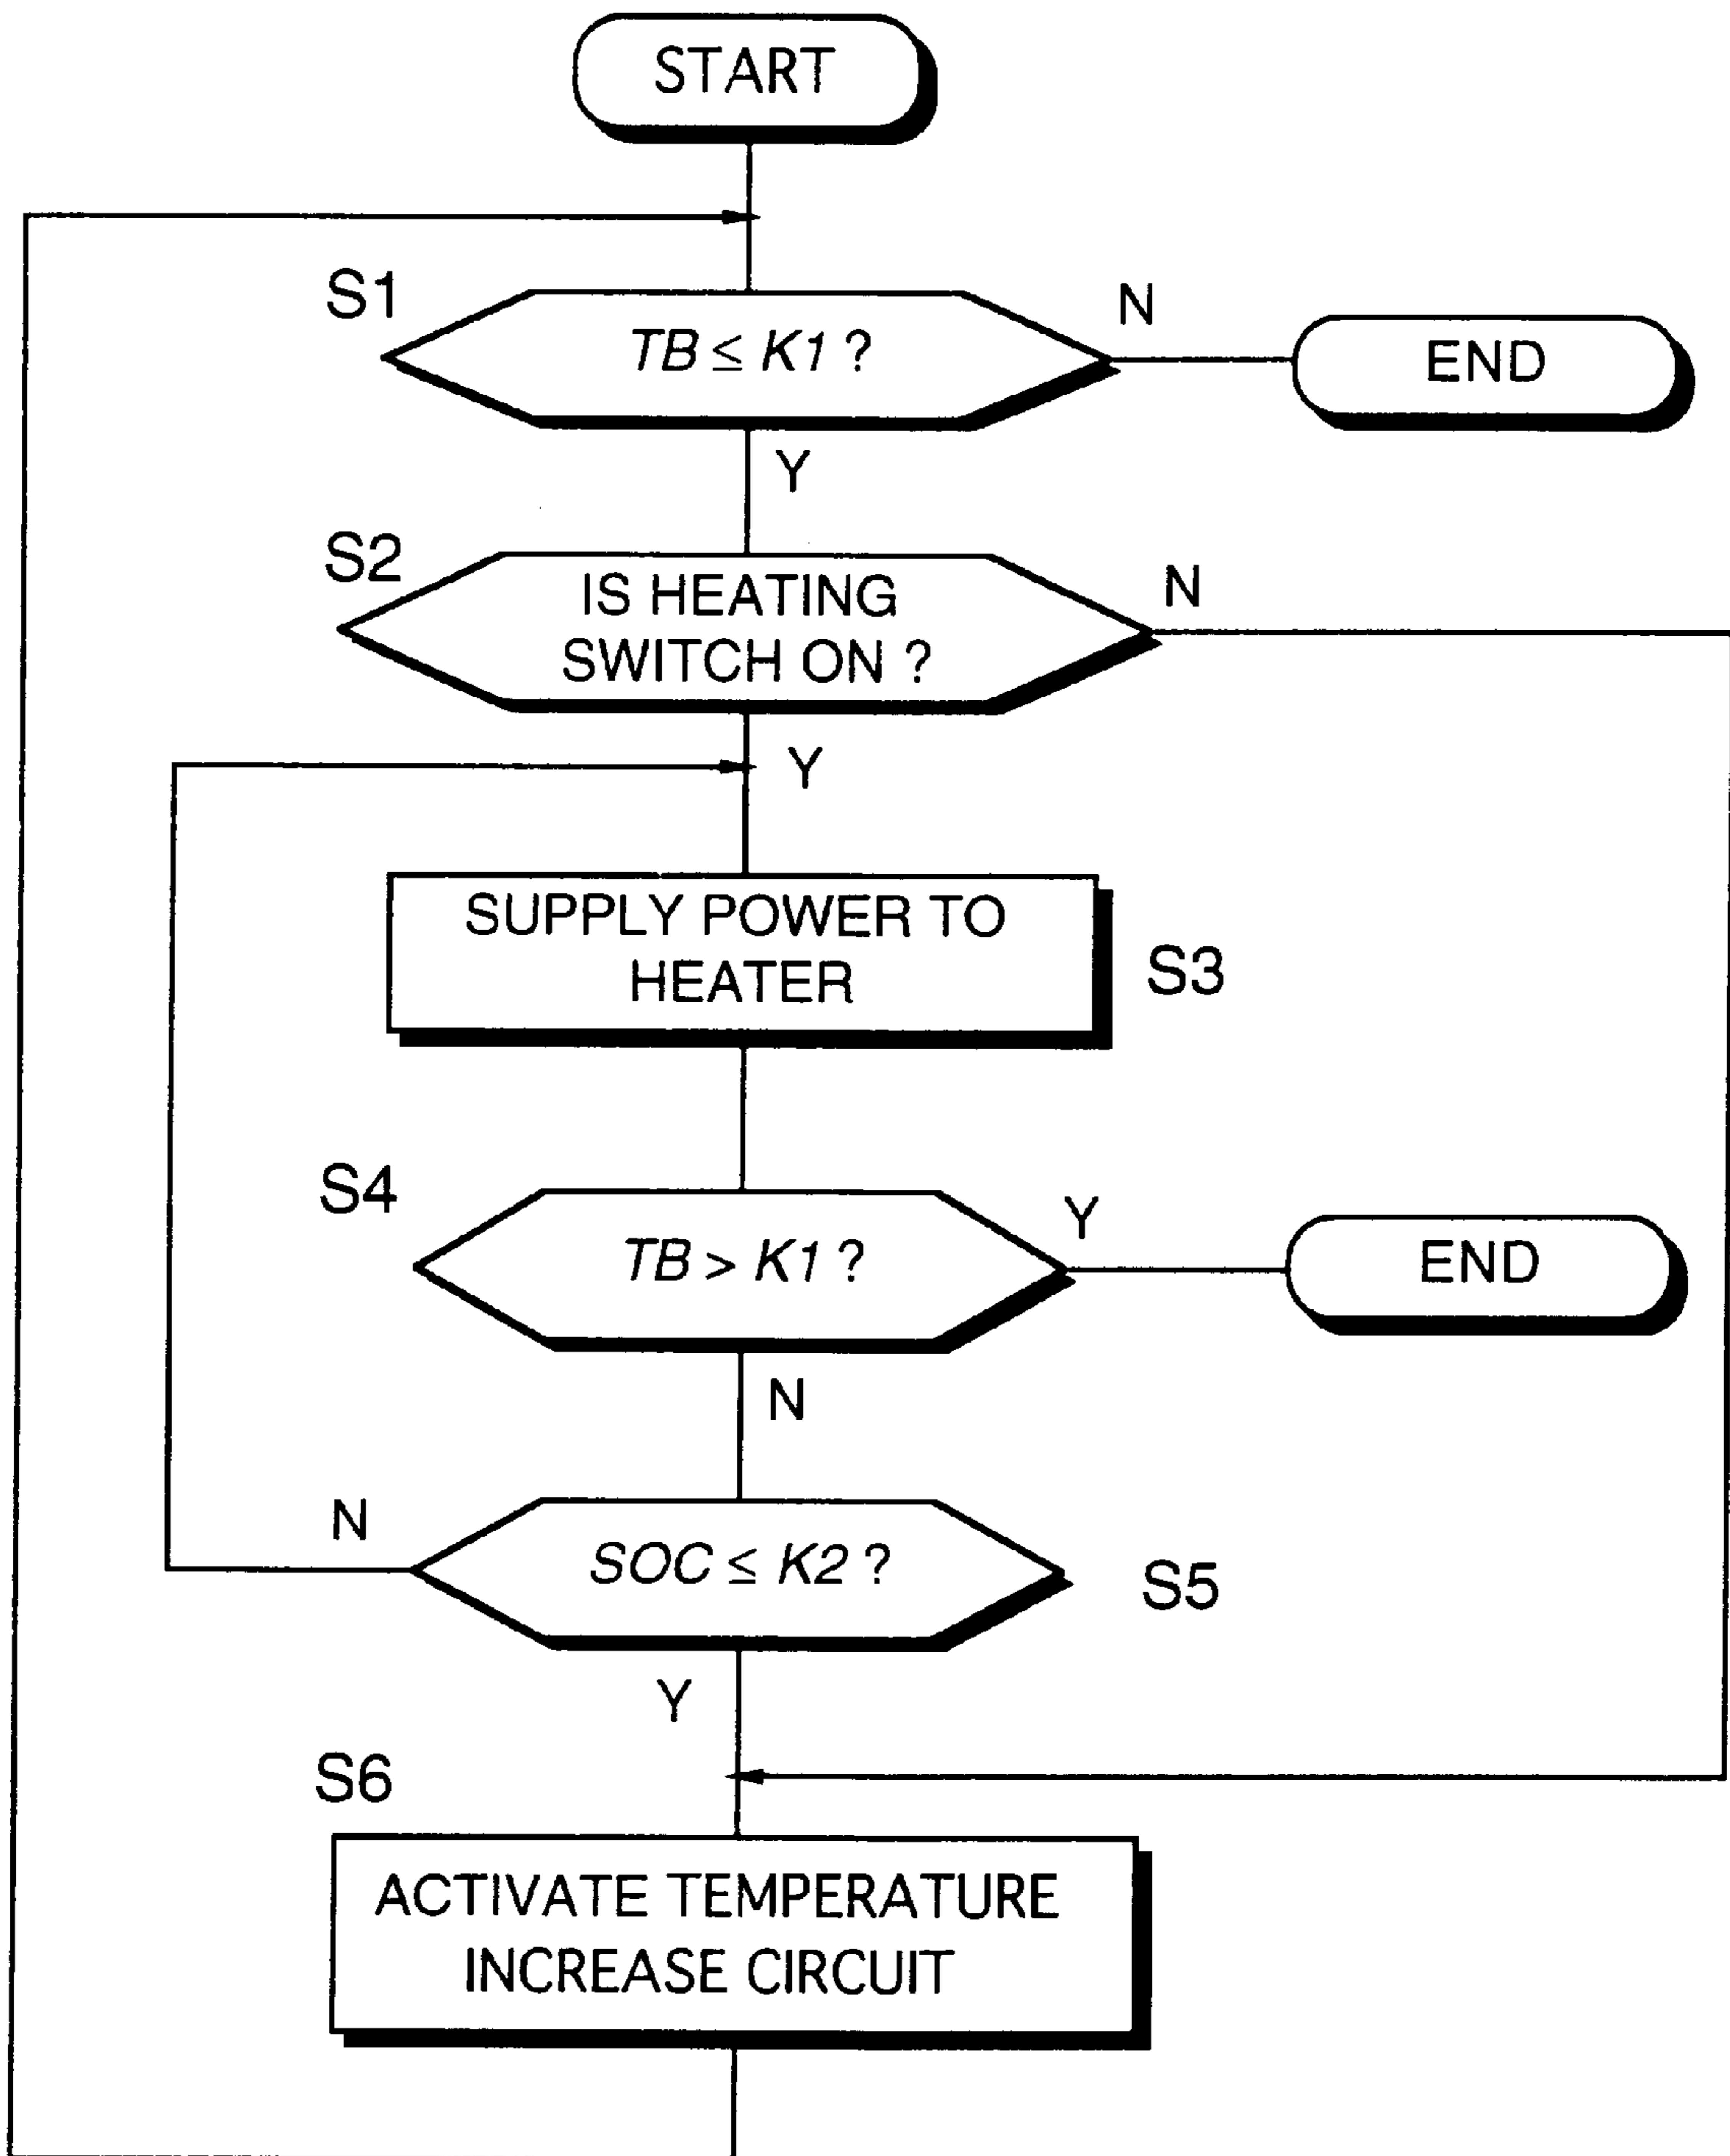 START
S1
TB ≤ K1 ?
N
END
Y
S2
IS HEATING
SWITCH ON ?
N
Y
SUPPLY POWER TO
HEATER
S3
S4
TB > K1 ?
Y
END
N
N
SOC ≤ K2 ?
S5
Y
S6
ACTIVATE TEMPERATURE
INCREASE CIRCUIT